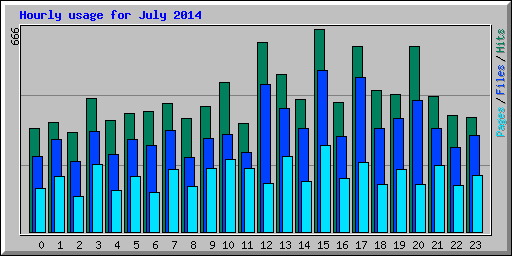 Hourly usage for July 2014
666
Pages/Files/Hits
0 1 2 3 4 5 6 7 8 9 10 11 12 13 14 15 16 17 18 19 20 21 22 23